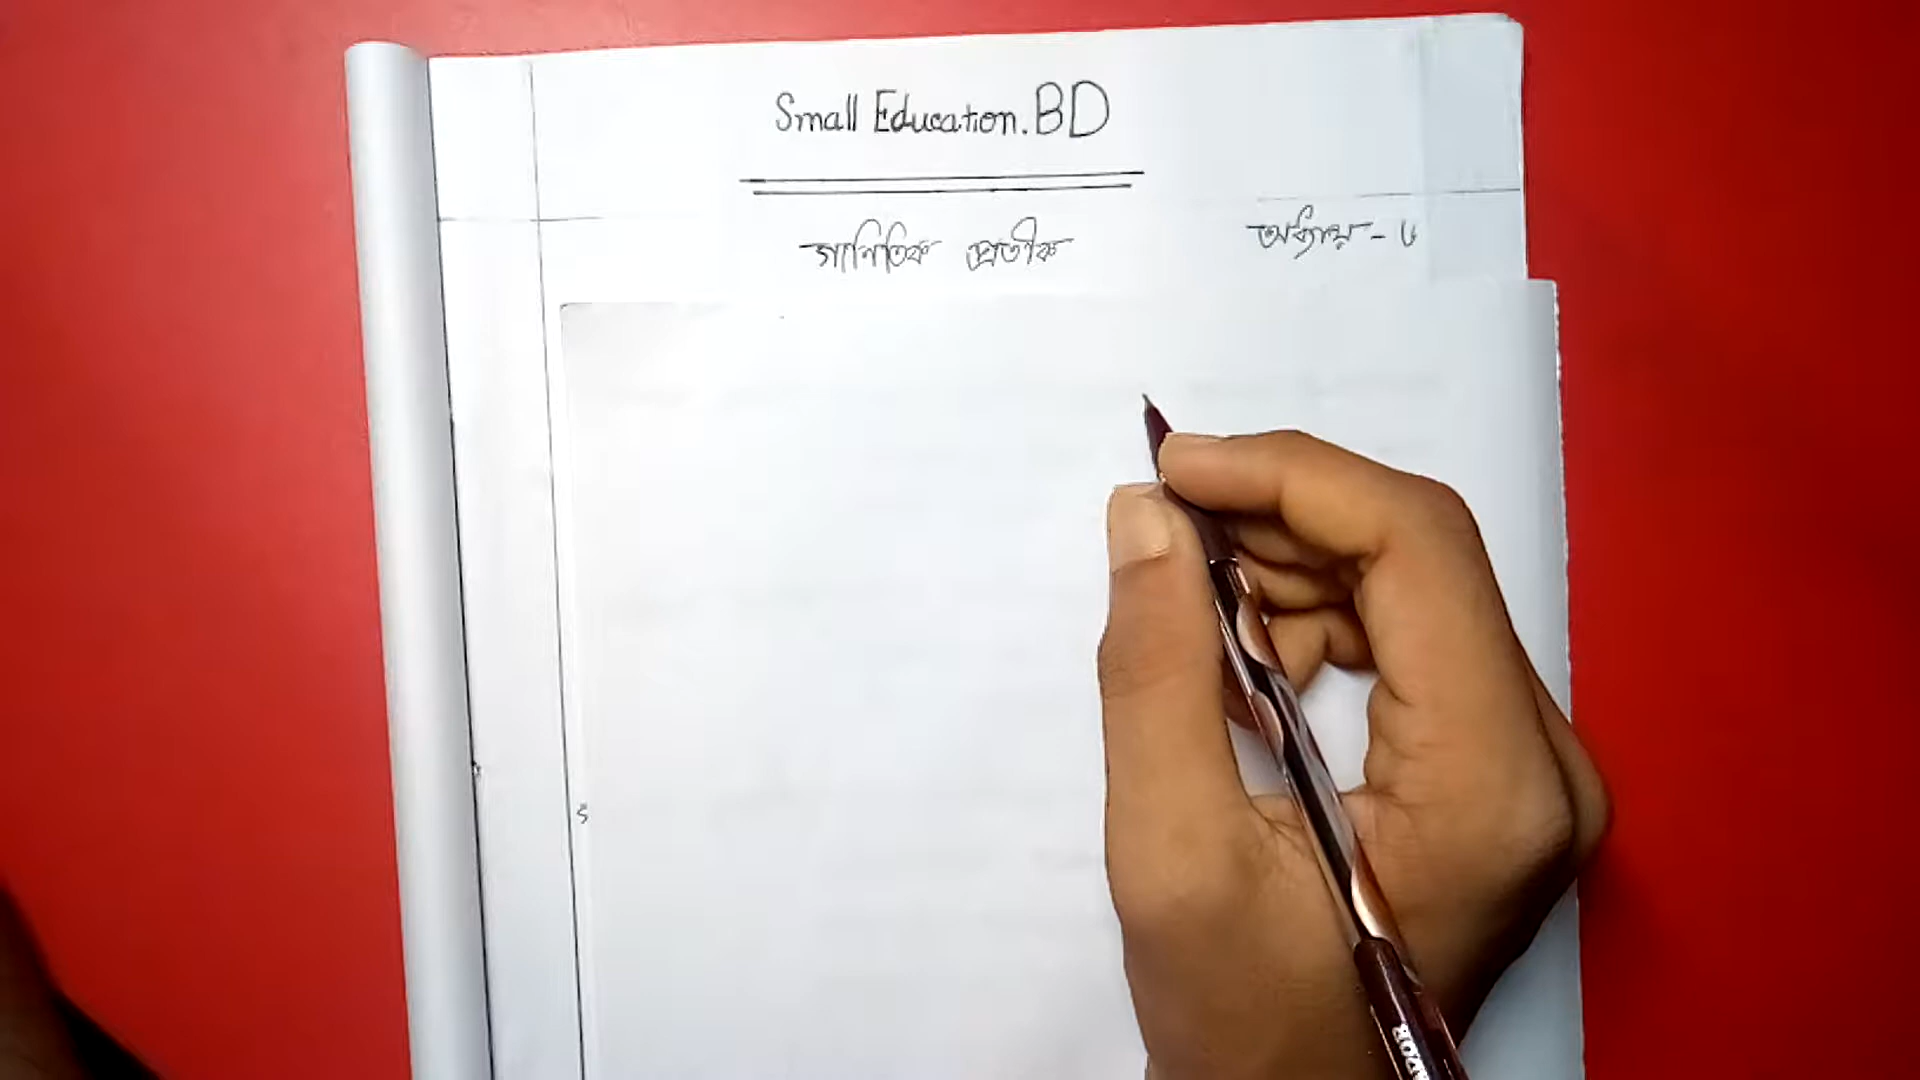 Small Education.BD
গাণিতিক প্রতীক
অধ্যায় - ৬